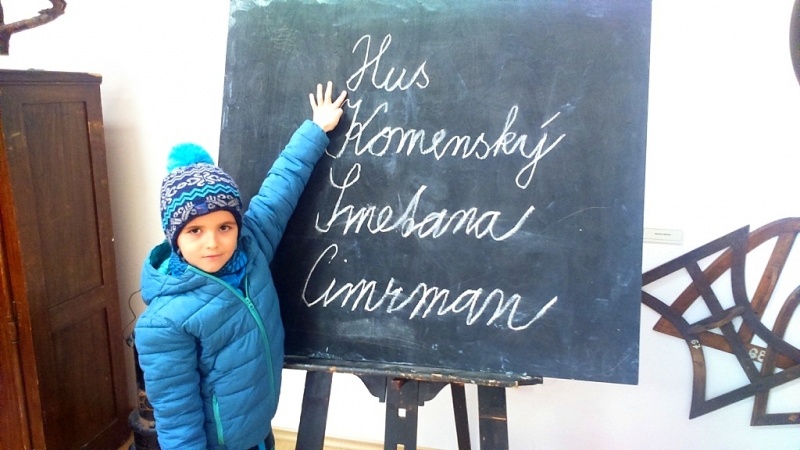 Hus
Komenský
Smetana
Cimrman